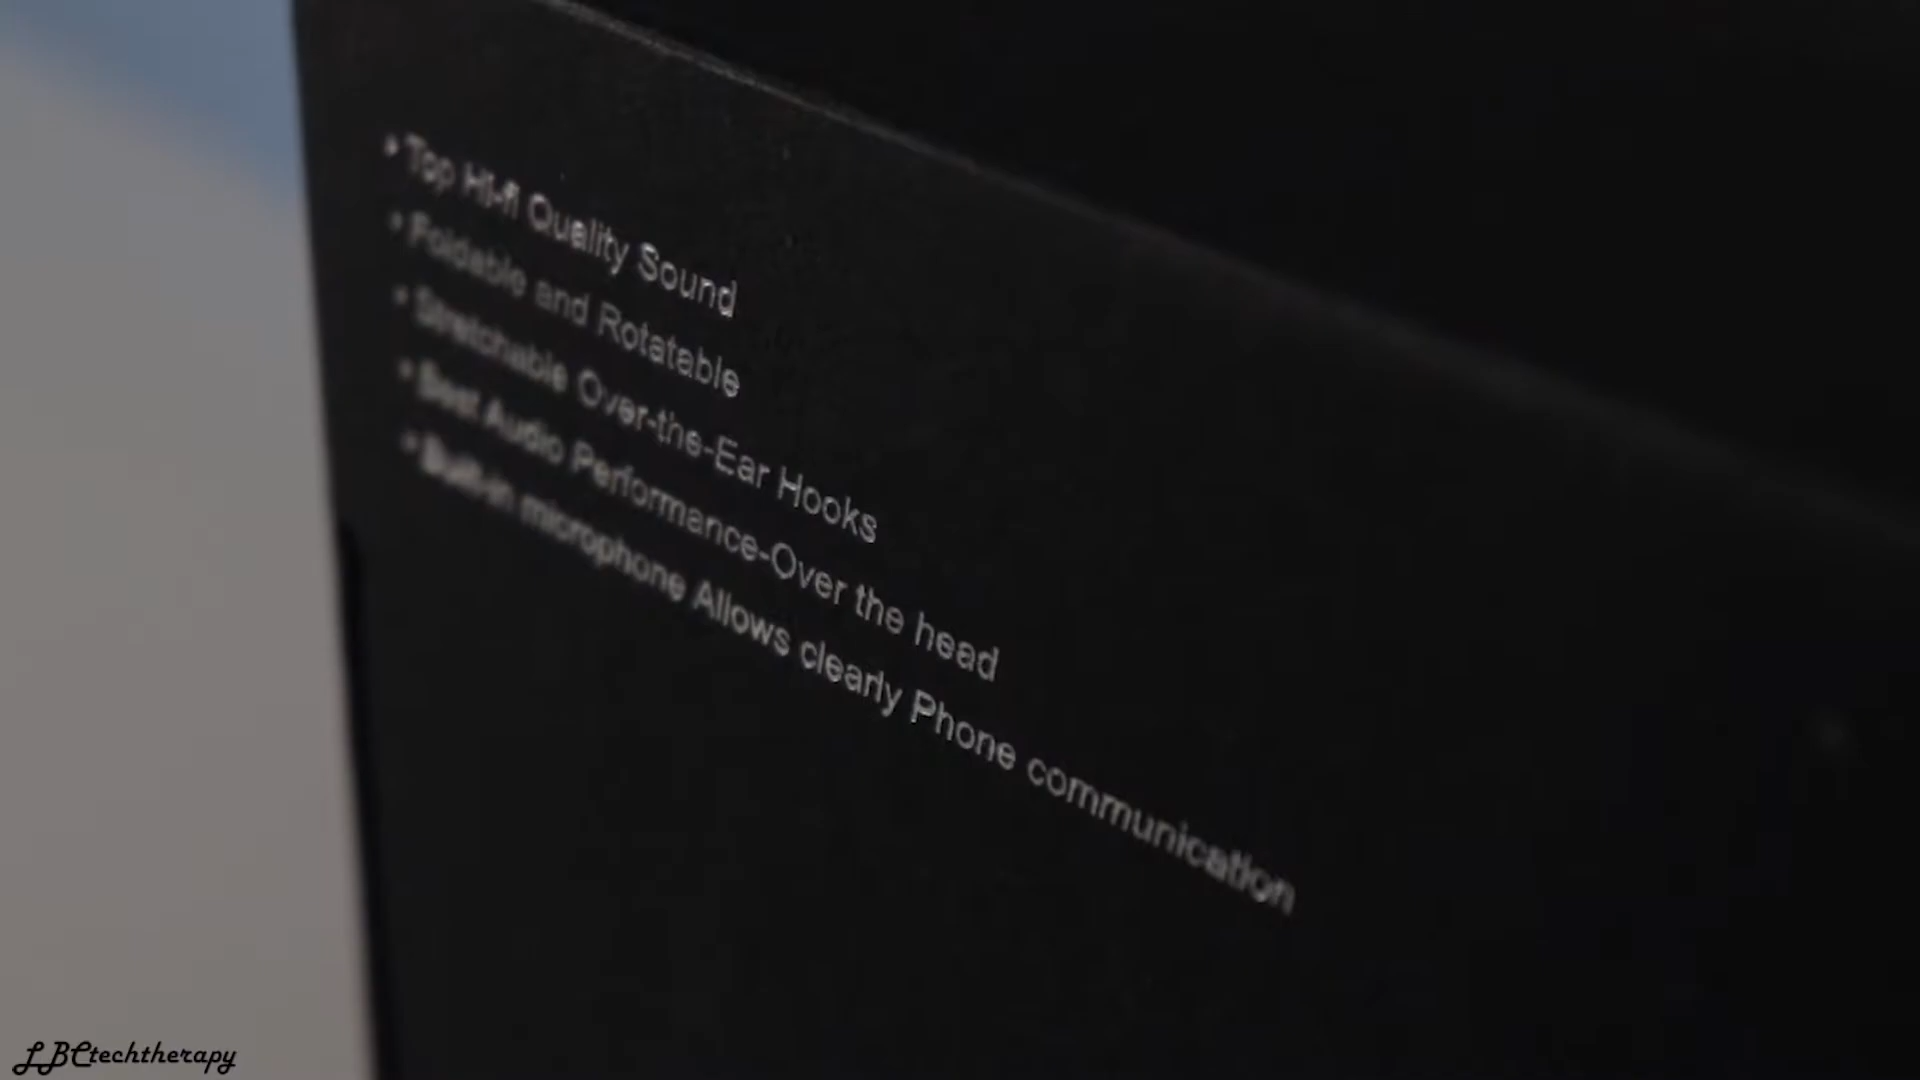 • Top Hi-fi Quality Sound
• Foldable and Rotatable
• Stretchable Over-the-Ear Hooks
• Best Audio Performance-Over the head
• Built-in microphone Allows clearly Phone communication
LBCtechtherapy